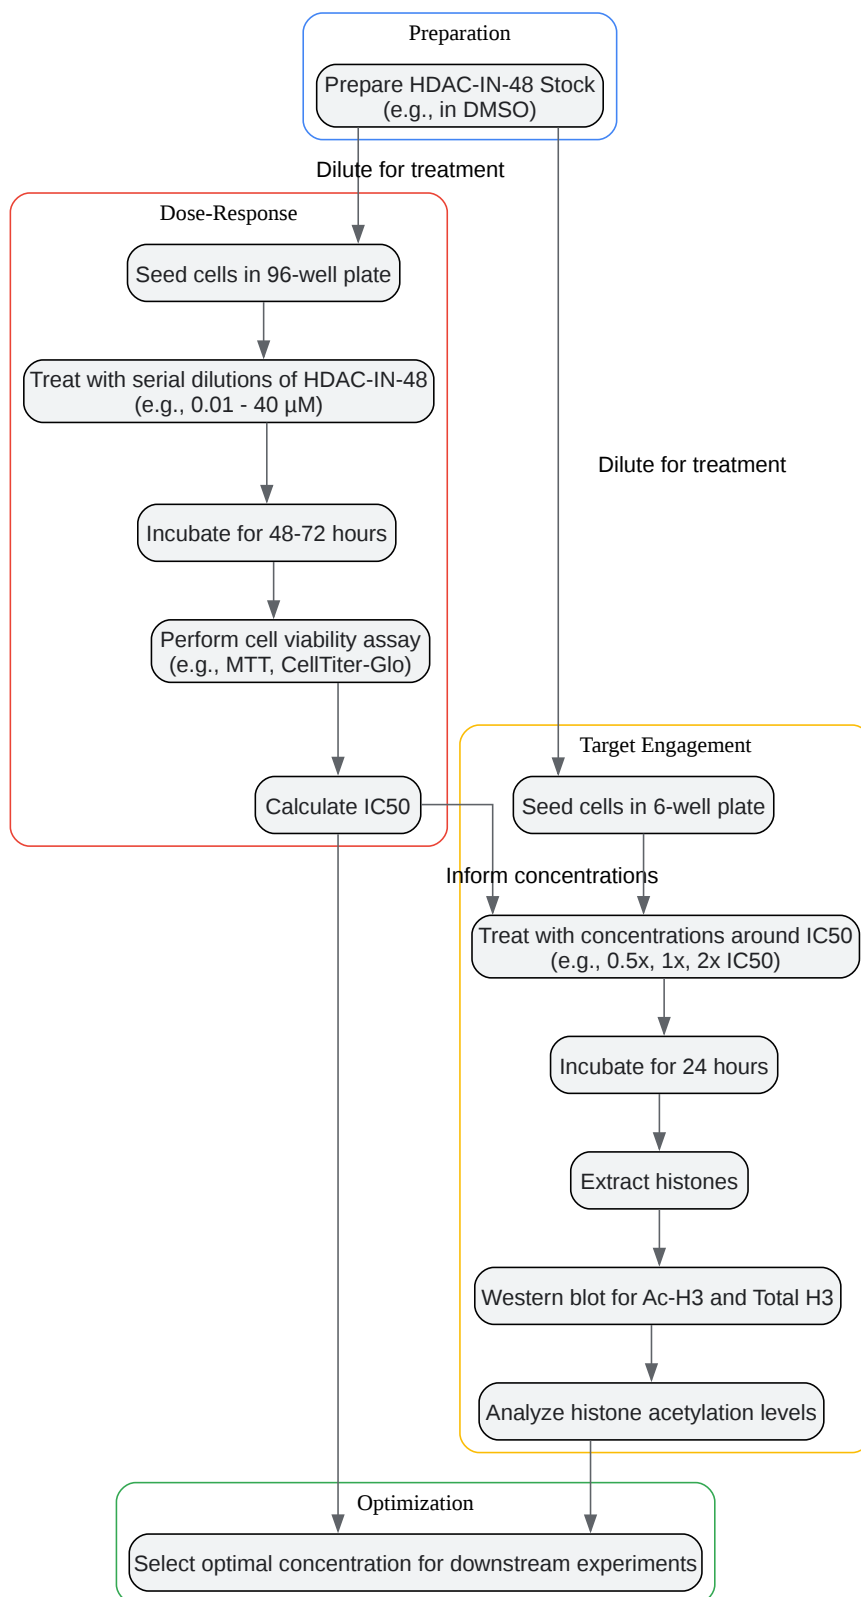 Preparation
Prepare HDAC-IN-48 Stock
(e.g., in DMSO)
Dilute for treatment
Dose-Response
Seed cells in 96-well plate
Treat with serial dilutions of HDAC-IN-48
(e.g., 0.01 - 40 µM)
Dilute for treatment
Incubate for 48-72 hours
Perform cell viability assay
(e.g., MTT, CellTiter-Glo)
Calculate IC50
Target Engagement
Seed cells in 6-well plate
Inform concentrations
Treat with concentrations around IC50
(e.g., 0.5x, 1x, 2x IC50)
Incubate for 24 hours
Extract histones
Western blot for Ac-H3 and Total H3
Analyze histone acetylation levels
Optimization
Select optimal concentration for downstream experiments